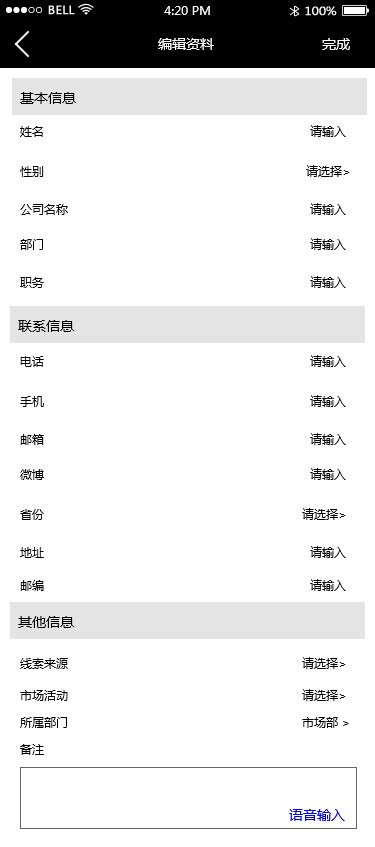 BELL 4:20 PM 100%
编辑资料 完成
基本信息
姓名 请输入
性别 请选择>
公司名称 请输入
部门 请输入
职务 请输入
联系信息
电话 请输入
手机 请输入
邮箱 请输入
微博 请输入
省份 请选择>
地址 请输入
邮编 请输入
其他信息
线索来源 请选择>
市场活动 请选择>
所属部门 市场部 >
备注
语音输入